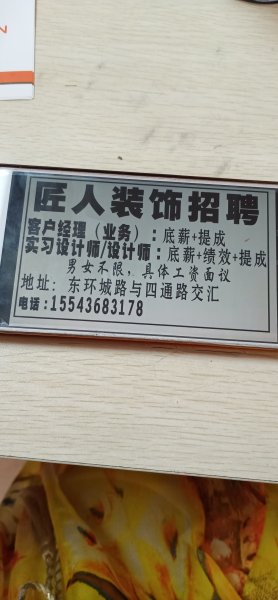 匠人装饰招聘
客户经理（业务）：底薪+提成
实习设计师/设计师：底薪+绩效+提成
男女不限，具体工资面议
地址：东环城路与四通路交汇
电话：15543683178